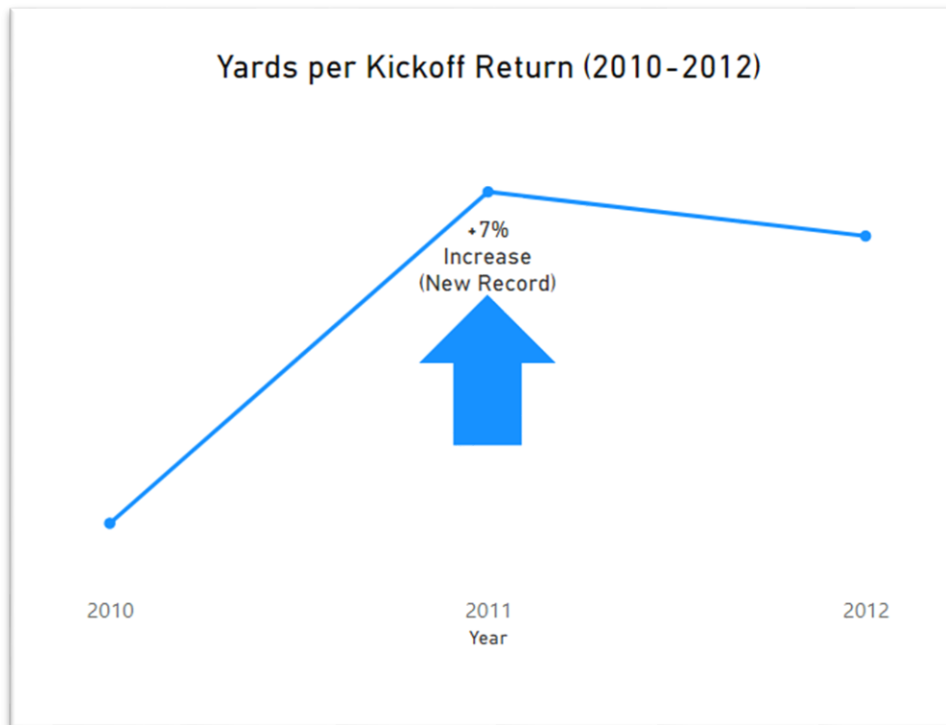 Yards per Kickoff Return (2010-2012)
+7%
Increase
(New Record)
2010
2011
2012
Year